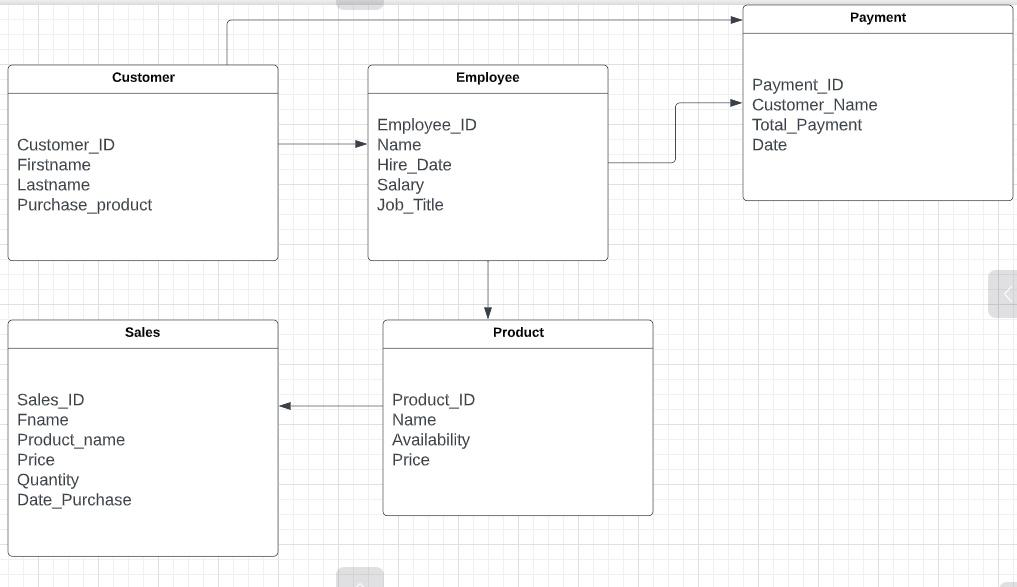 Payment
Payment_ID
Customer_Name
Total_Payment
Date
Customer
Customer_ID
Firstname
Lastname
Purchase_product
Employee
Employee_ID
Name
Hire_Date
Salary
Job_Title
Sales
Sales_ID
Fname
Product_name
Price
Quantity
Date_Purchase
Product
Product_ID
Name
Availability
Price